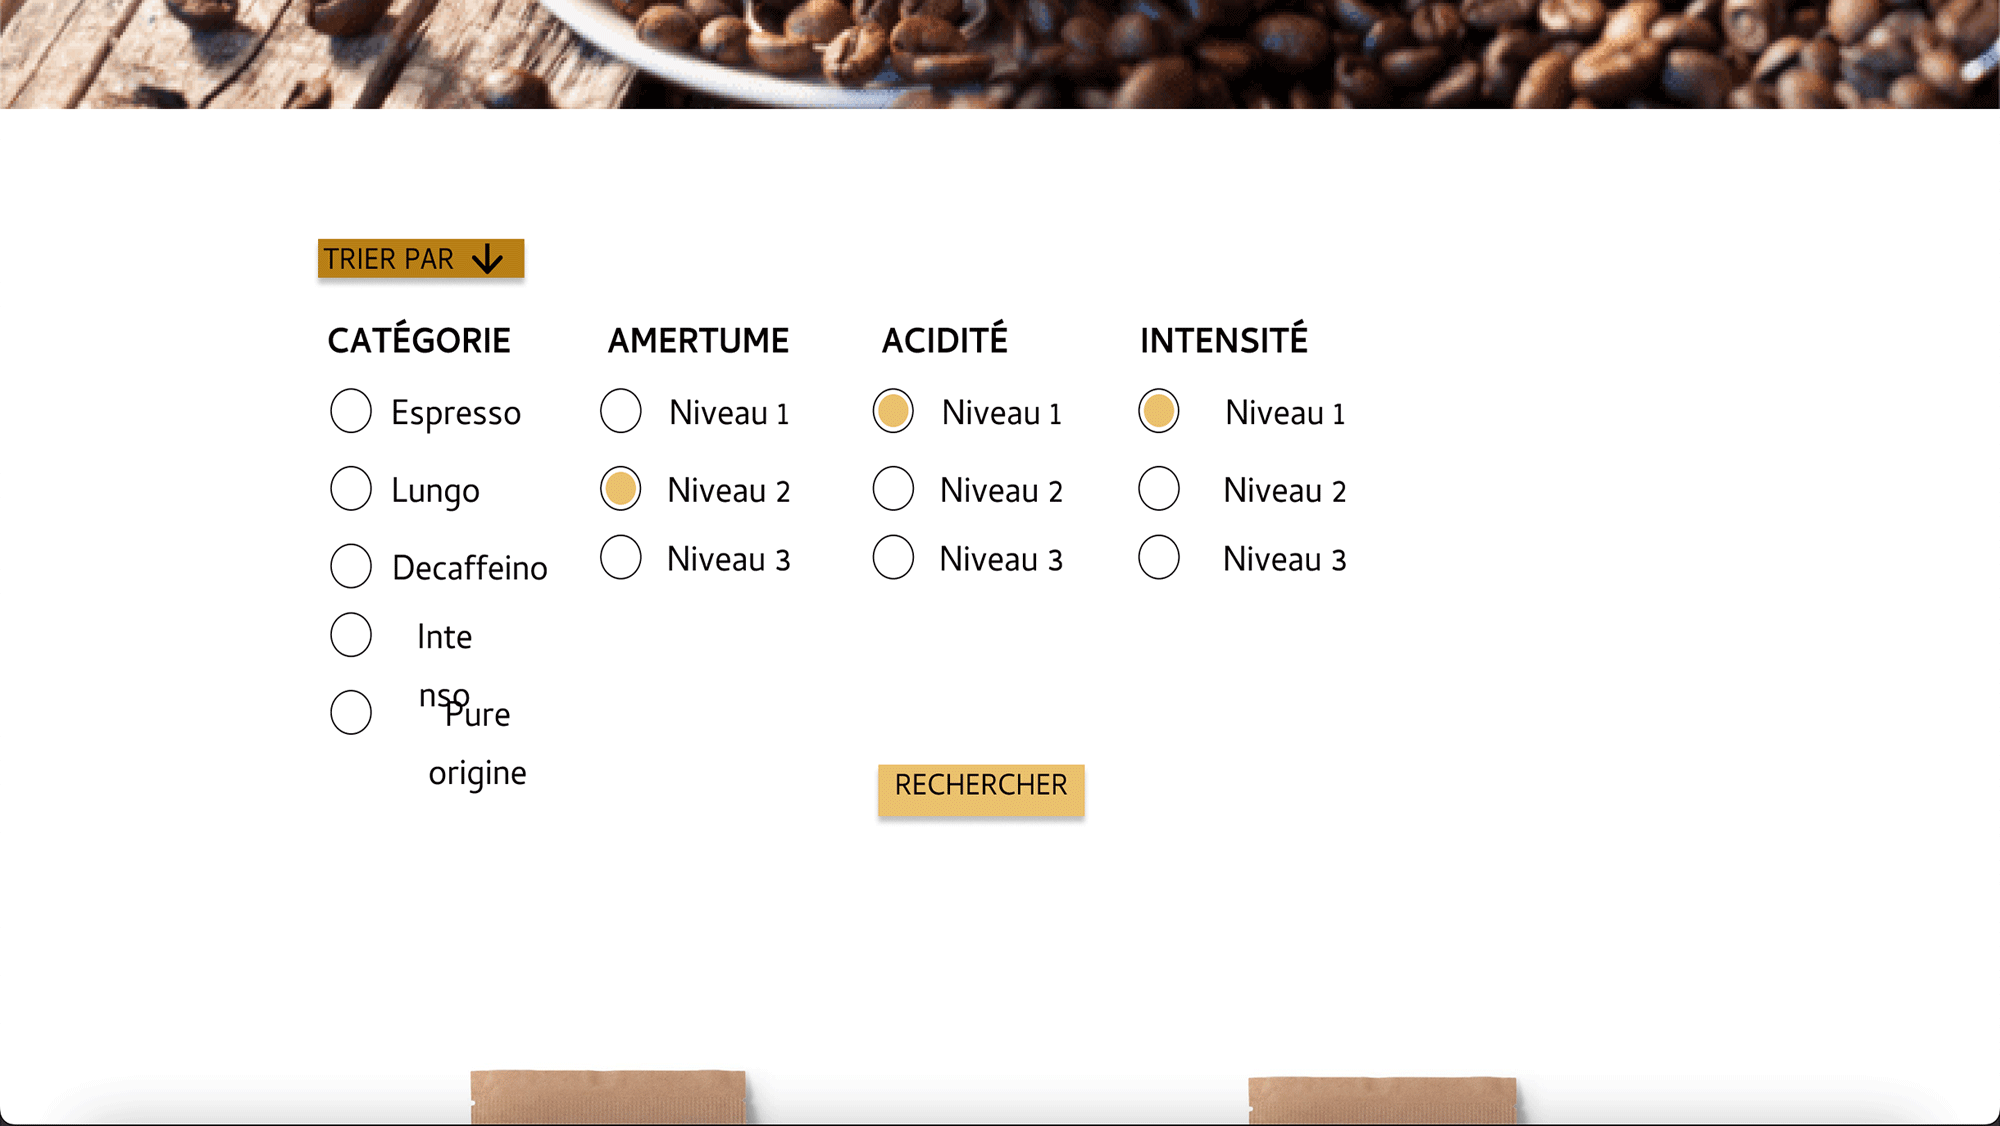 TRIER PAR
CATÉGORIE AMERTUME ACIDITÉ INTENSITÉ
Espresso Niveau 1 Niveau 1 Niveau 1
Lungo Niveau 2 Niveau 2 Niveau 2
Decaffeino Niveau 3 Niveau 3 Niveau 3
Inte
nso
Pure
origine
RECHERCHER